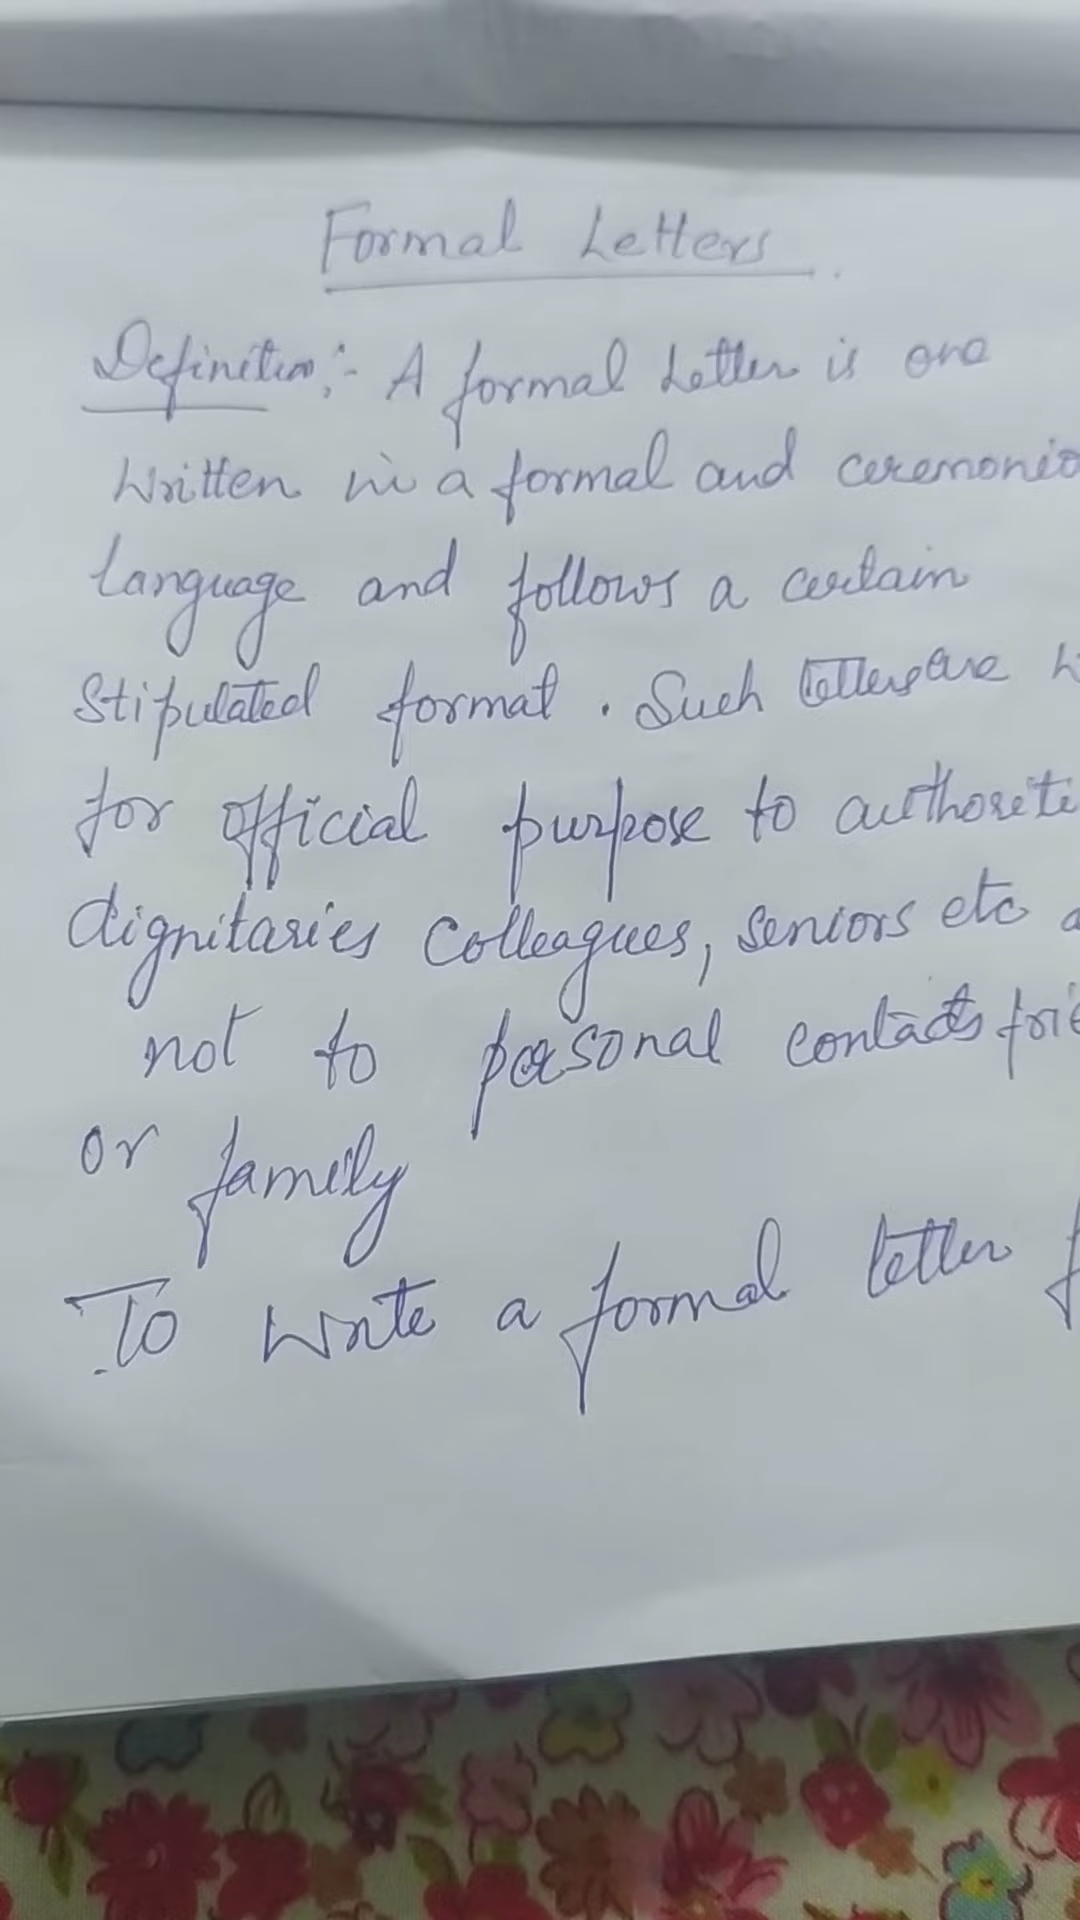 Formal Letters.
Definition:- A formal Letter is one
Written in a formal and ceremonio
language and follows a certain
Stipulated format. Such letters are
for official purpose to authoriti
dignitaries Colleagues, Seniors etc a
not to personal contacts frie
or family
To Write a formal letter f